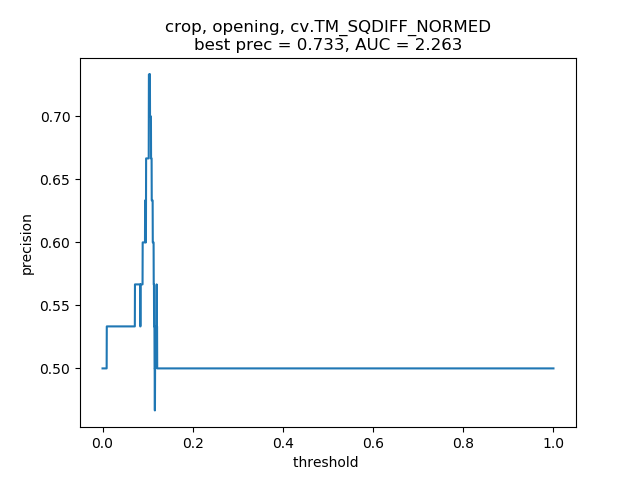 crop, opening, cv.TM_SQDIFF_NORMED
best prec = 0.733, AUC = 2.263
precision
0.70
0.65
0.60
0.55
0.50
0.0 0.2 0.4 0.6 0.8 1.0
threshold